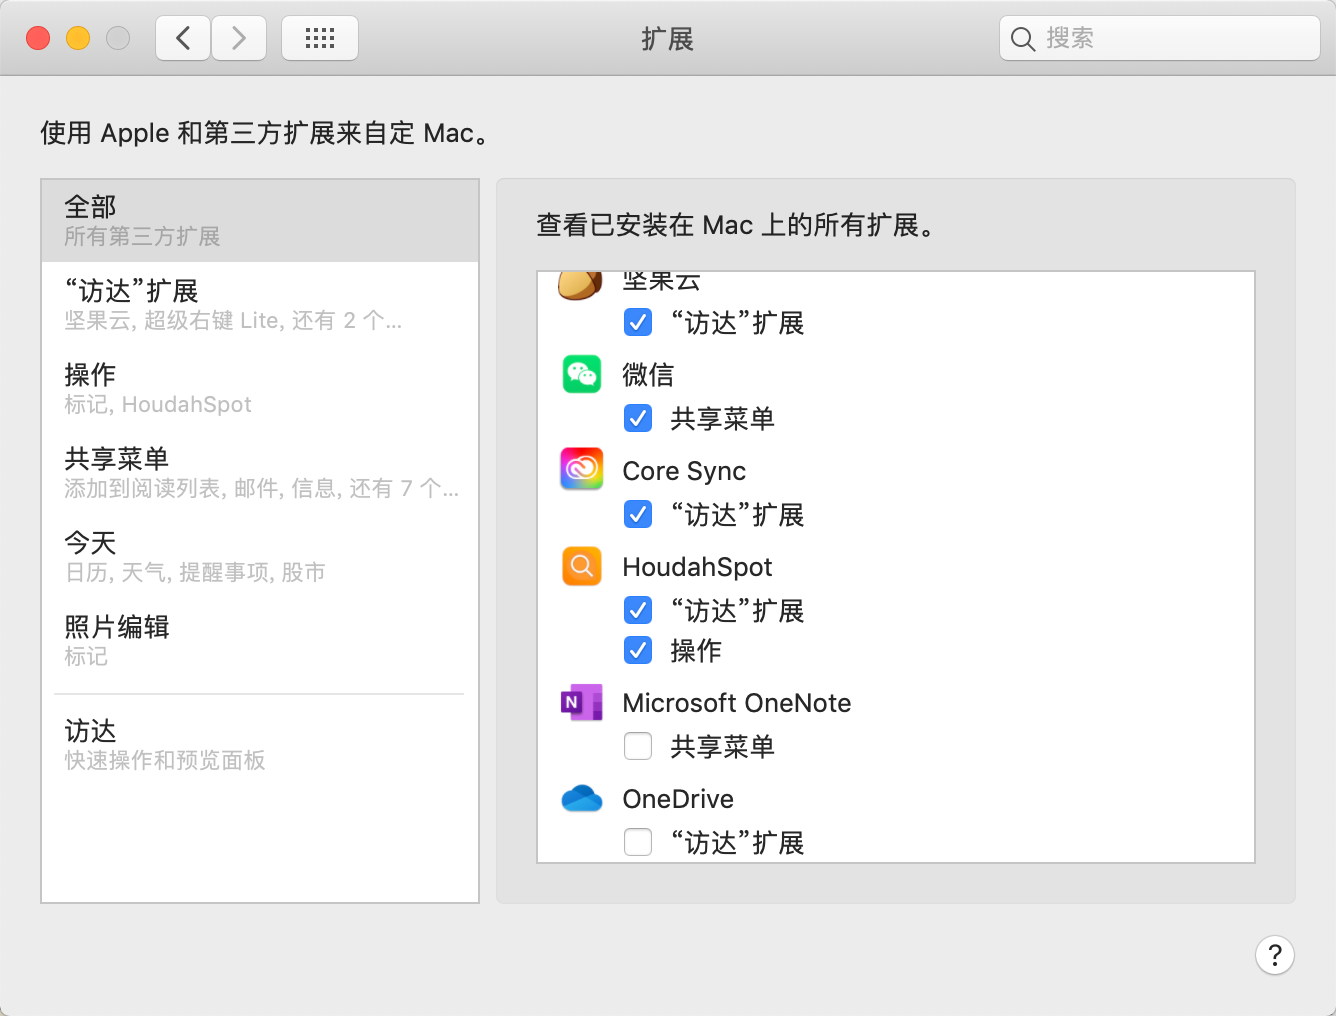 扩展
搜索
使用 Apple 和第三方扩展来自定 Mac。
全部
所有第三方扩展
“访达”扩展
坚果云, 超级右键 Lite, 还有 2 个...
操作
标记, HoudahSpot
共享菜单
添加到阅读列表, 邮件, 信息, 还有 7 个...
今天
日历, 天气, 提醒事项, 股市
照片编辑
标记
访达
快速操作和预览面板
查看已安装在 Mac 上的所有扩展。
坚果云
“访达”扩展
微信
共享菜单
Core Sync
“访达”扩展
HoudahSpot
“访达”扩展
操作
N
Microsoft OneNote
共享菜单
OneDrive
“访达”扩展
?